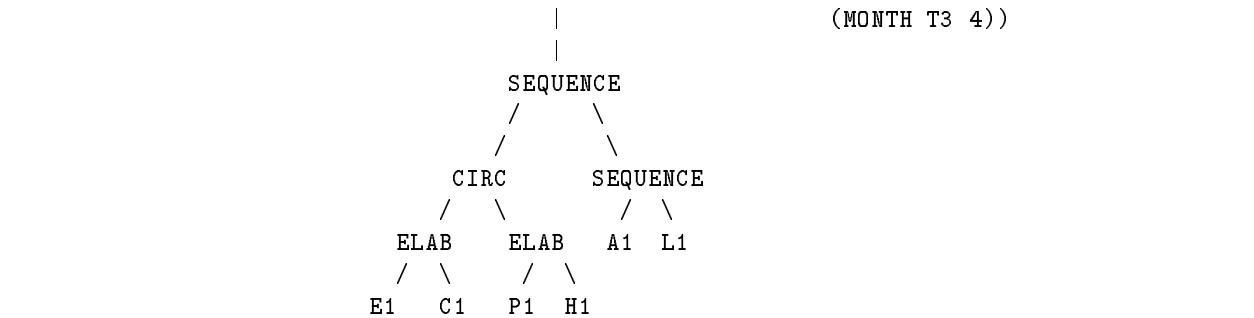 | (MONTH T3 4))
|
SEQUENCE
/ \
/ \
CIRC SEQUENCE
/ \ / \
ELAB ELAB A1 L1
/ \ / \
E1 C1 P1 H1